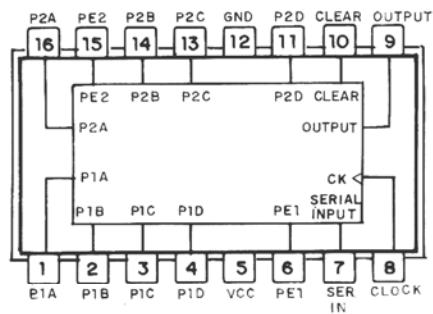 P2A PE2 P2B P2C GND P2D CLEAR OUTPUT
16 15 14 13 12 11 10 9
PE2 P2B P2C P2D CLEAR
P2A OUTPUT
P1A CK
SERIAL
P1B P1C P1D PE1 INPUT
1 2 3 4 5 6 7 8
P1A P1B P1C P1D VCC PE1 SER CLOCK
IN